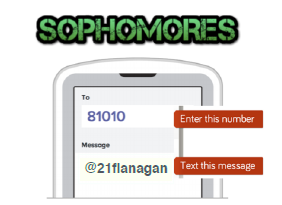 SOPHOMORES
To
81010
Enter this number
Message
@21flanagan
Text this message